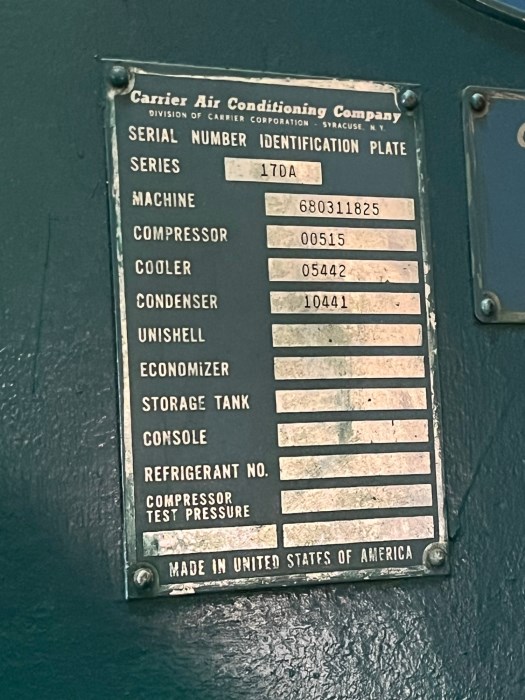 Carrier Air Conditioning Company
DIVISION OF CARRIER CORPORATION - SYRACUSE, N. Y.
SERIAL NUMBER IDENTIFICATION PLATE
SERIES 17DA
MACHINE 680311825
COMPRESSOR 00515
COOLER 05442
CONDENSER 10441
UNISHELL
ECONOMiZER
STORAGE TANK
CONSOLE
REFRIGERANT NO.
COMPRESSOR
TEST PRESSURE
MADE IN UNITED STATES OF AMERICA